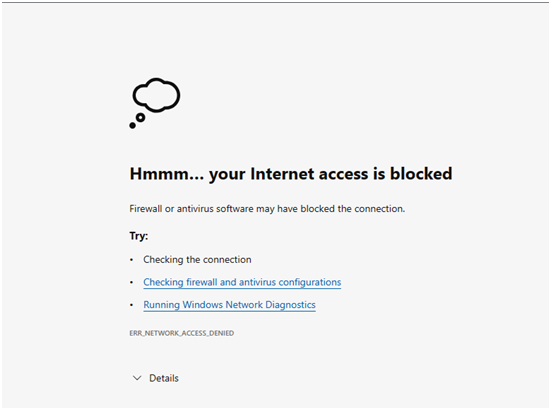 Hmmm... your Internet access is blocked
Firewall or antivirus software may have blocked the connection.
Try:
• Checking the connection
• Checking firewall and antivirus configurations
• Running Windows Network Diagnostics
ERR_NETWORK_ACCESS_DENIED
Details